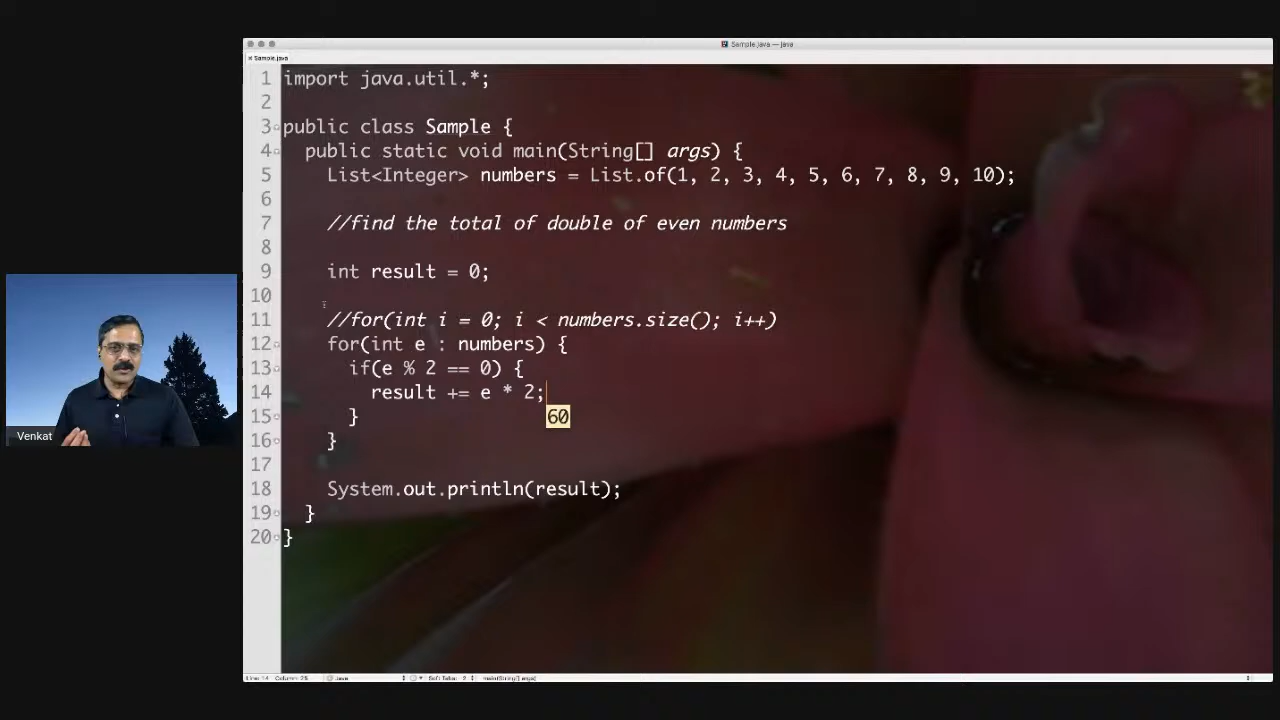 Sample.java — java
Sample.java
1 import java.util.*;
2
3 public class Sample {
4 public static void main(String[] args) {
5 List<Integer> numbers = List.of(1, 2, 3, 4, 5, 6, 7, 8, 9, 10);
6
7 //find the total of double of even numbers
8
9 int result = 0;
10
11 //for(int i = 0; i < numbers.size(); i++)
12 for(int e : numbers) {
13 if(e % 2 == 0) {
14 result += e * 2;
15 }
60
16 }
17
18 System.out.println(result);
19 }
20 }
Venkat
Java
main(String[] args)